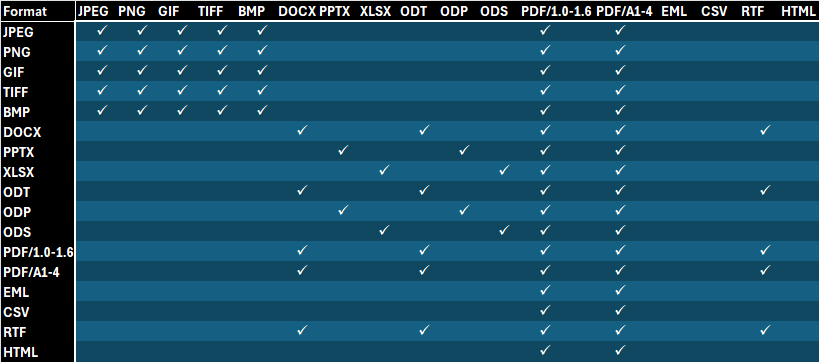 Format JPEG PNG GIF TIFF BMP DOCX PPTX XLSX ODT ODP ODS PDF/1.0-1.6 PDF/A1-4 EML CSV RTF HTML
JPEG ✓ ✓ ✓ ✓ ✓ ✓ ✓
PNG ✓ ✓ ✓ ✓ ✓ ✓ ✓
GIF ✓ ✓ ✓ ✓ ✓ ✓ ✓
TIFF ✓ ✓ ✓ ✓ ✓ ✓ ✓
BMP ✓ ✓ ✓ ✓ ✓ ✓ ✓
DOCX ✓ ✓ ✓ ✓ ✓
PPTX ✓ ✓ ✓ ✓
XLSX ✓ ✓ ✓ ✓
ODT ✓ ✓ ✓ ✓ ✓
ODP ✓ ✓ ✓ ✓
ODS ✓ ✓ ✓ ✓
PDF/1.0-1.6 ✓ ✓ ✓ ✓ ✓
PDF/A1-4 ✓ ✓ ✓ ✓ ✓
EML ✓ ✓
CSV ✓ ✓
RTF ✓ ✓ ✓ ✓ ✓
HTML ✓ ✓